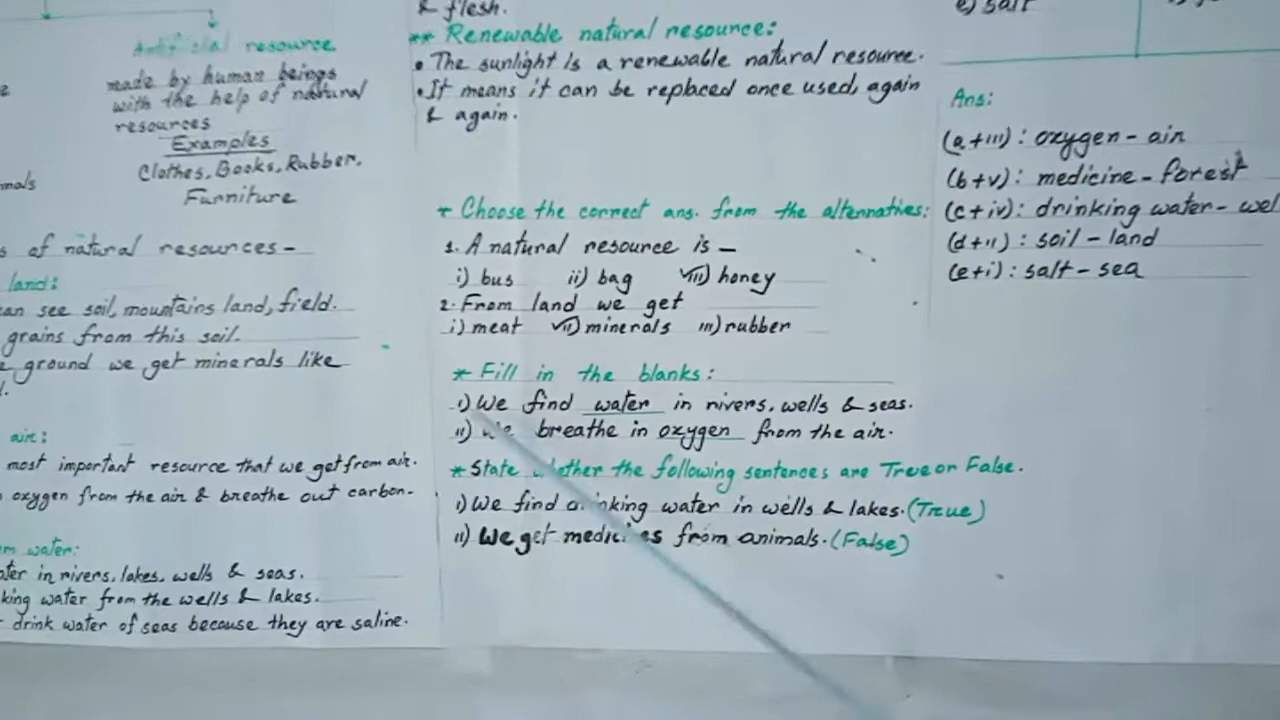 Artificial resource
made by human beings
with the help of natural
resources
Examples
Clothes, Books, Rubber,
Furniture
s of natural resources -
land:
an see soil, mountains land, field.
grains from this soil.
e ground we get minerals like
air:
most important resource that we get from air.
oxygen from the air & breathe out carbon-
m water:
ter in rivers, lakes, wells & seas.
king water from the wells & lakes.
drink water of seas because they are saline.
& flesh.
** Renewable natural resource:
• The sunlight is a renewable natural resource.
• It means it can be replaced once used, again
& again.
* Choose the correct ans. from the alternatives:
1. A natural resource is -
i) bus ii) bag ✓iii) honey
2. From land we get
i) meat ✓ii) minerals iii) rubber
* Fill in the blanks:
i) We find water in rivers, wells & seas.
ii) We breathe in oxygen from the air.
* State whether the following sentences are True or False.
i) We find drinking water in wells & lakes. (True)
ii) We get medicines from animals. (False)
e) salt
Ans:
(a+iii): oxygen - air
(b+v): medicine - forest
(c+iv): drinking water - wel
(d+ii): soil - land
(e+i): salt - sea